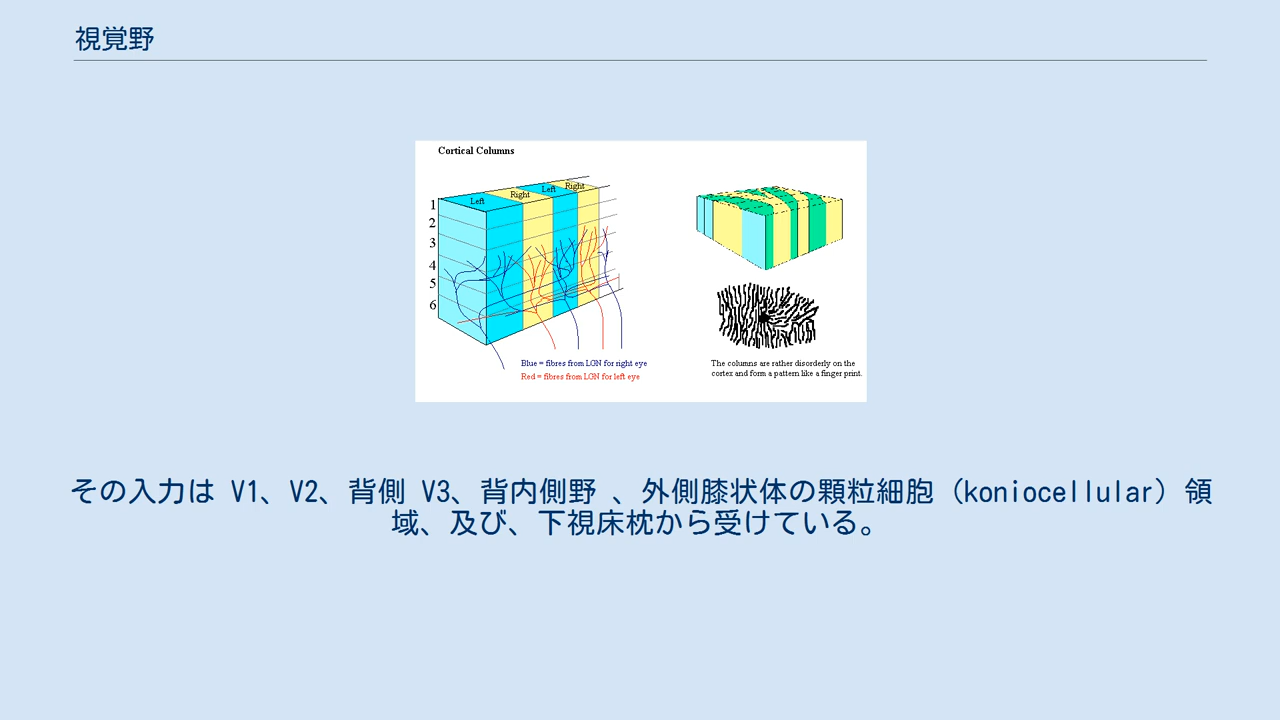 視覚野
Cortical Columns
Left
Right
Left
Right
1
2
3
4
5
6
Blue = fibres from LGN for right eye
Red = fibres from LGN for left eye
The columns are rather disorderly on the
cortex and form a pattern like a finger print.
その入力は V1、V2、背側 V3、背内側野 、外側膝状体の顆粒細胞（koniocellular）領
域、及び、下視床枕から受けている。